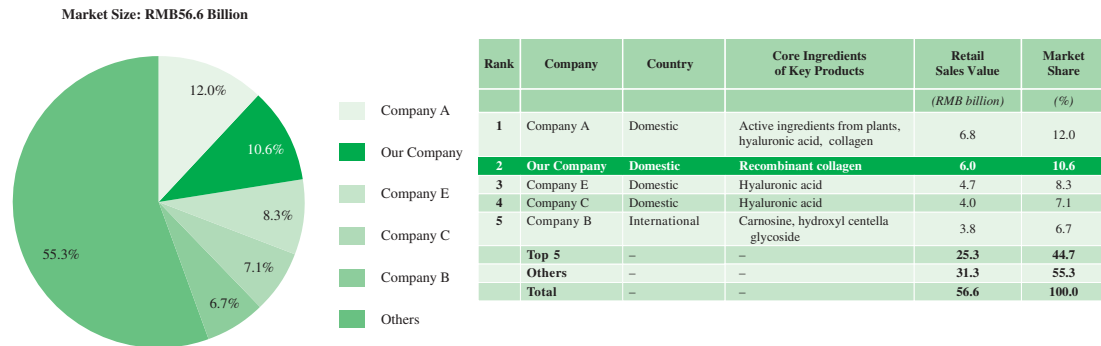 Market Size: RMB56.6 Billion
12.0%
10.6%
8.3%
7.1%
6.7%
55.3%
Company A
Our Company
Company E
Company C
Company B
Others
Rank Company Country Core Ingredients of Key Products Retail Sales Value Market Share
(RMB billion) (%)
1 Company A Domestic Active ingredients from plants, hyaluronic acid, collagen 6.8 12.0
2 Our Company Domestic Recombinant collagen 6.0 10.6
3 Company E Domestic Hyaluronic acid 4.7 8.3
4 Company C Domestic Hyaluronic acid 4.0 7.1
5 Company B International Carnosine, hydroxyl centella glycoside 3.8 6.7
Top 5 – – 25.3 44.7
Others – – 31.3 55.3
Total – – 56.6 100.0